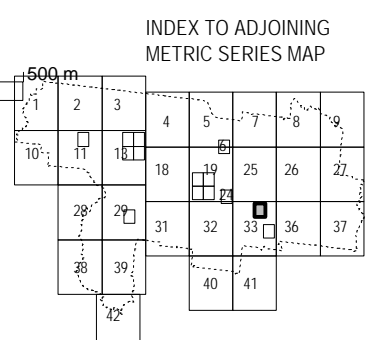 INDEX TO ADJOINING
METRIC SERIES MAP
500 m
1 2 3
4 5 7 8 9
6
10 11 13
18 19 25 26 27
24
28 29
31 32 33 36 37
38 39
40 41
42